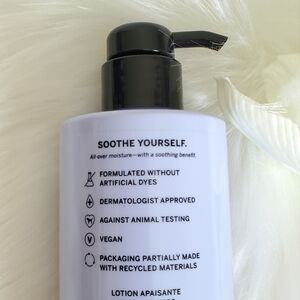 SOOTHE YOURSELF.
All-over moisture—with a soothing benefit.
FORMULATED WITHOUT
ARTIFICIAL DYES
DERMATOLOGIST APPROVED
AGAINST ANIMAL TESTING
V VEGAN
PACKAGING PARTIALLY MADE
WITH RECYCLED MATERIALS
LOTION APAISANTE